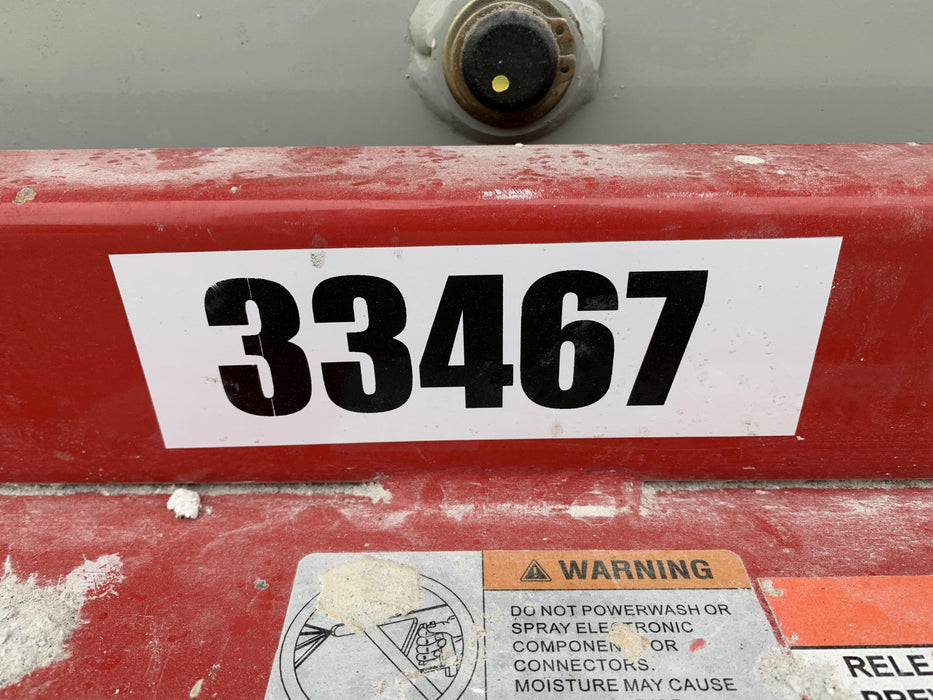 33467
WARNING
DO NOT POWERWASH OR
SPRAY ELECTRONIC
COMPONENT OR
CONNECTORS.
MOISTURE MAY CAUSE
RELE